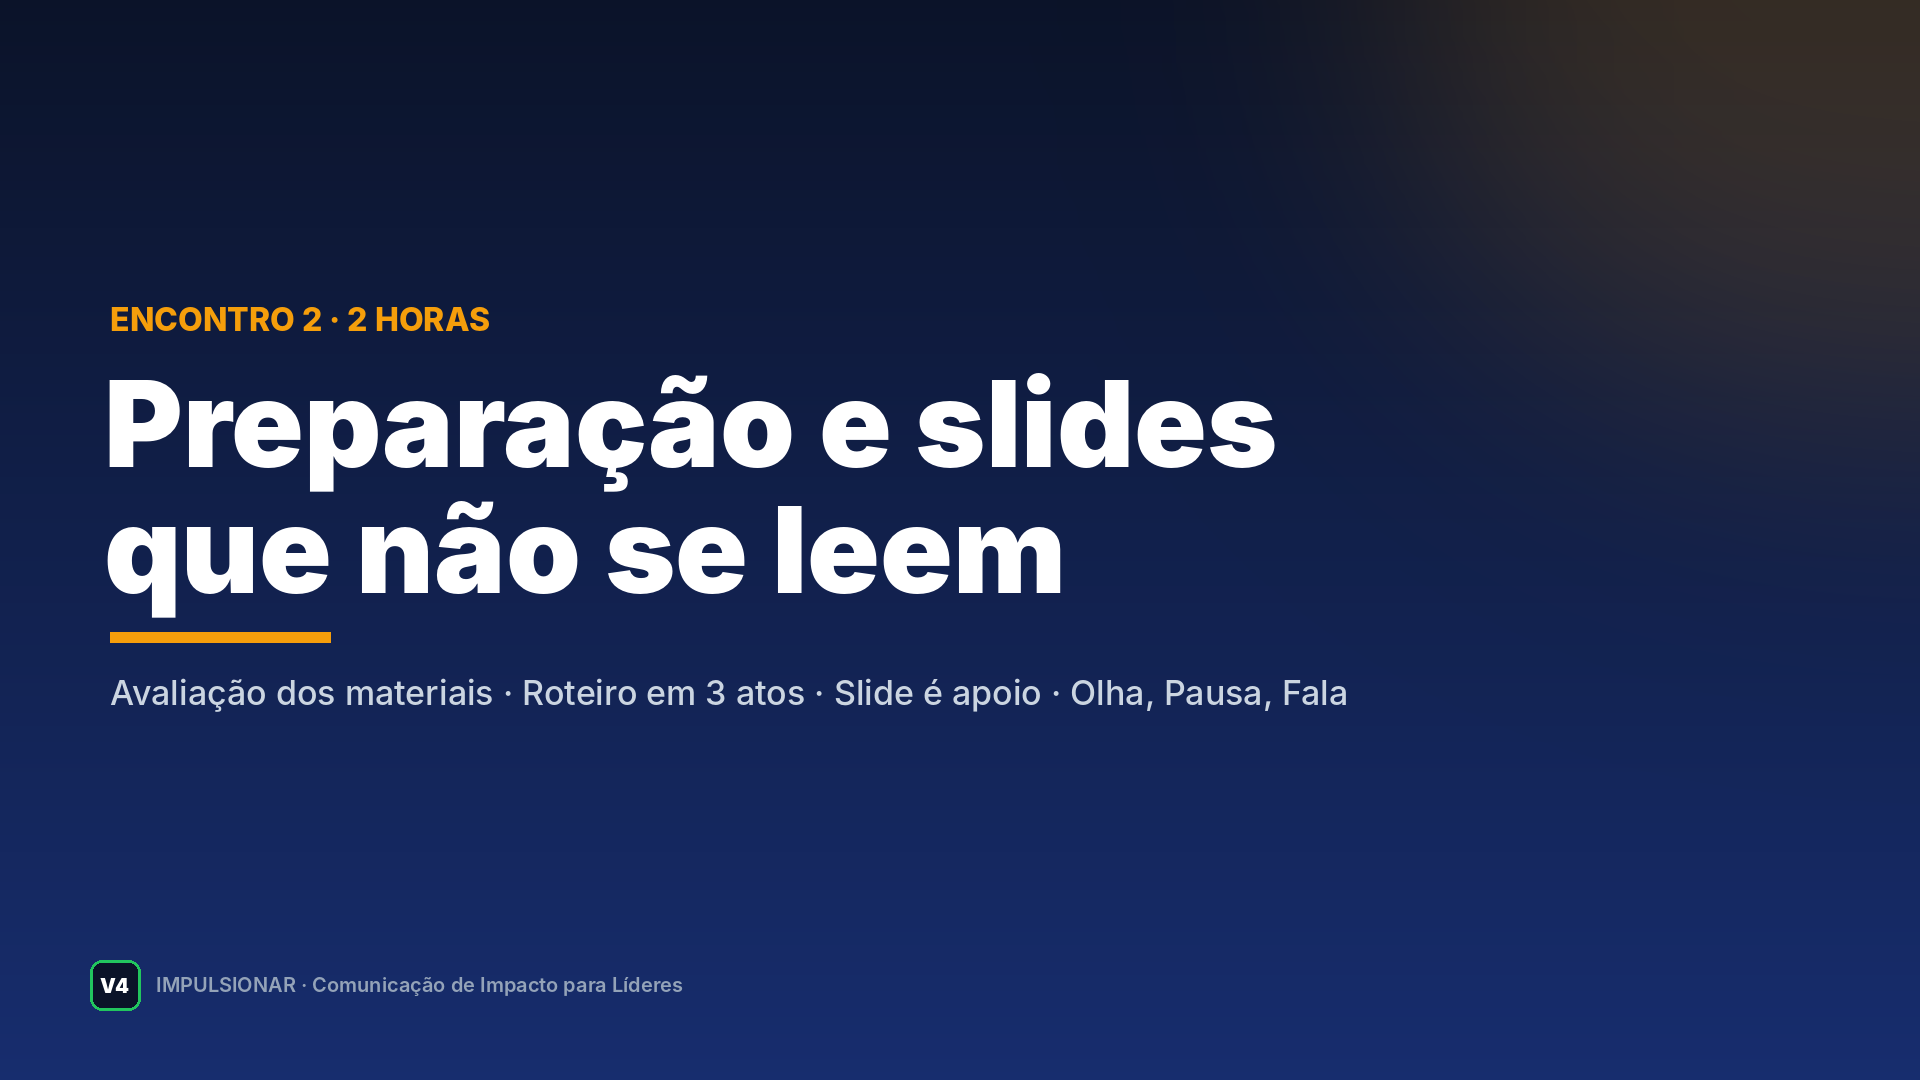 ENCONTRO 2 · 2 HORAS
Preparação e slides
que não se leem
Avaliação dos materiais · Roteiro em 3 atos · Slide é apoio · Olha, Pausa, Fala
V4
IMPULSIONAR · Comunicação de Impacto para Líderes